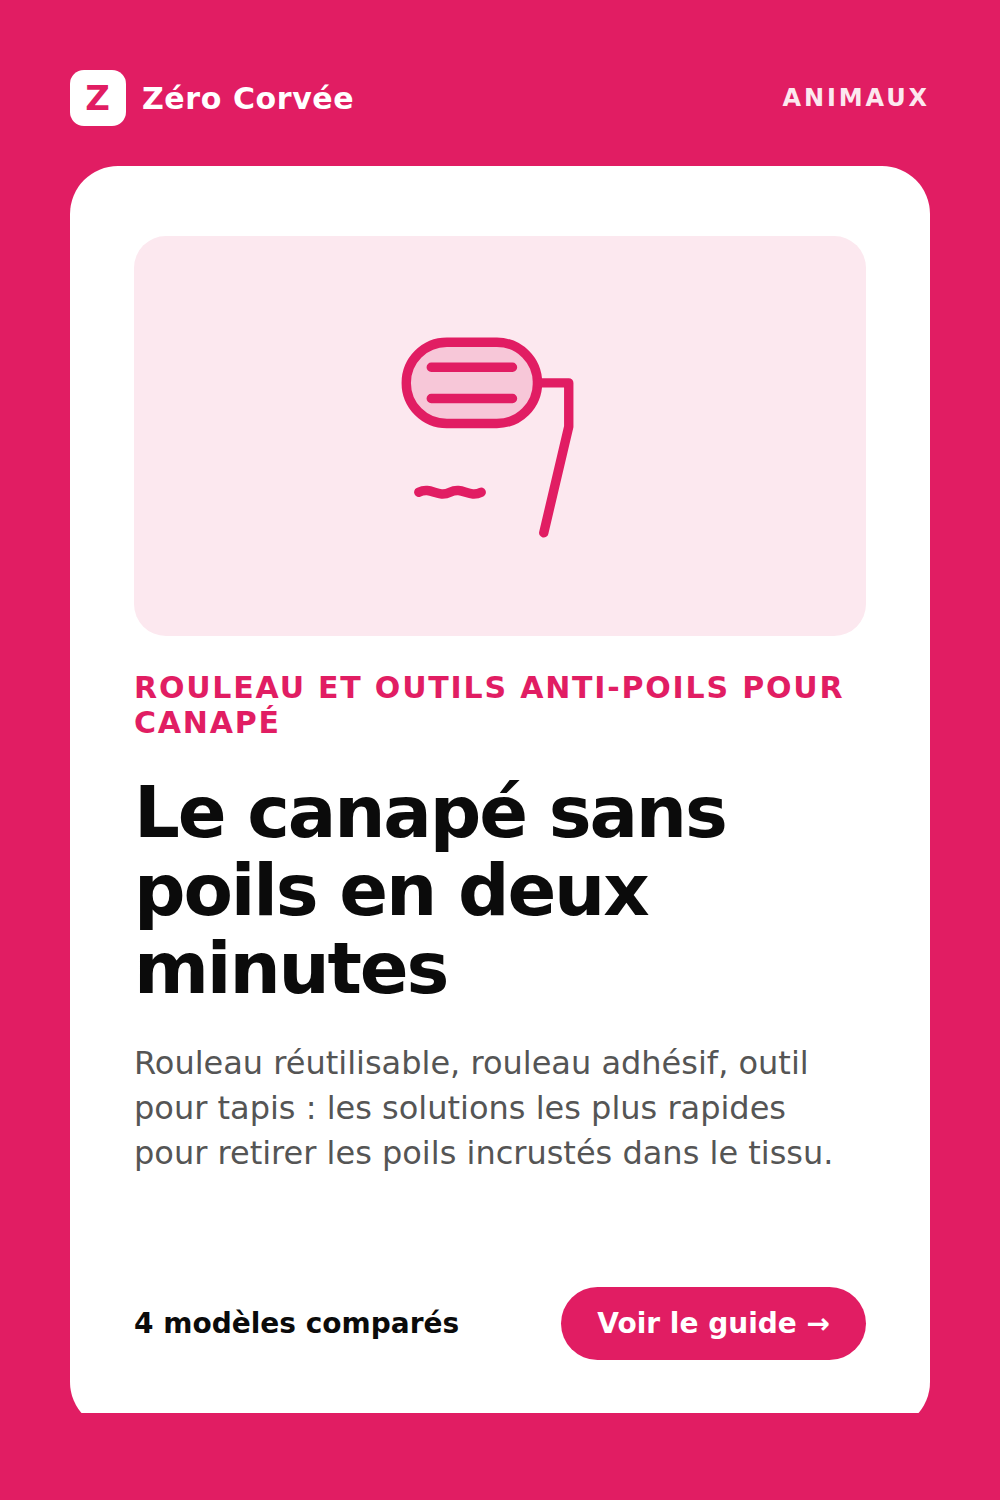 Z
Zéro Corvée
ANIMAUX
ROULEAU ET OUTILS ANTI-POILS POUR
CANAPÉ
Le canapé sans
poils en deux
minutes
Rouleau réutilisable, rouleau adhésif, outil
pour tapis : les solutions les plus rapides
pour retirer les poils incrustés dans le tissu.
4 modèles comparés
Voir le guide →